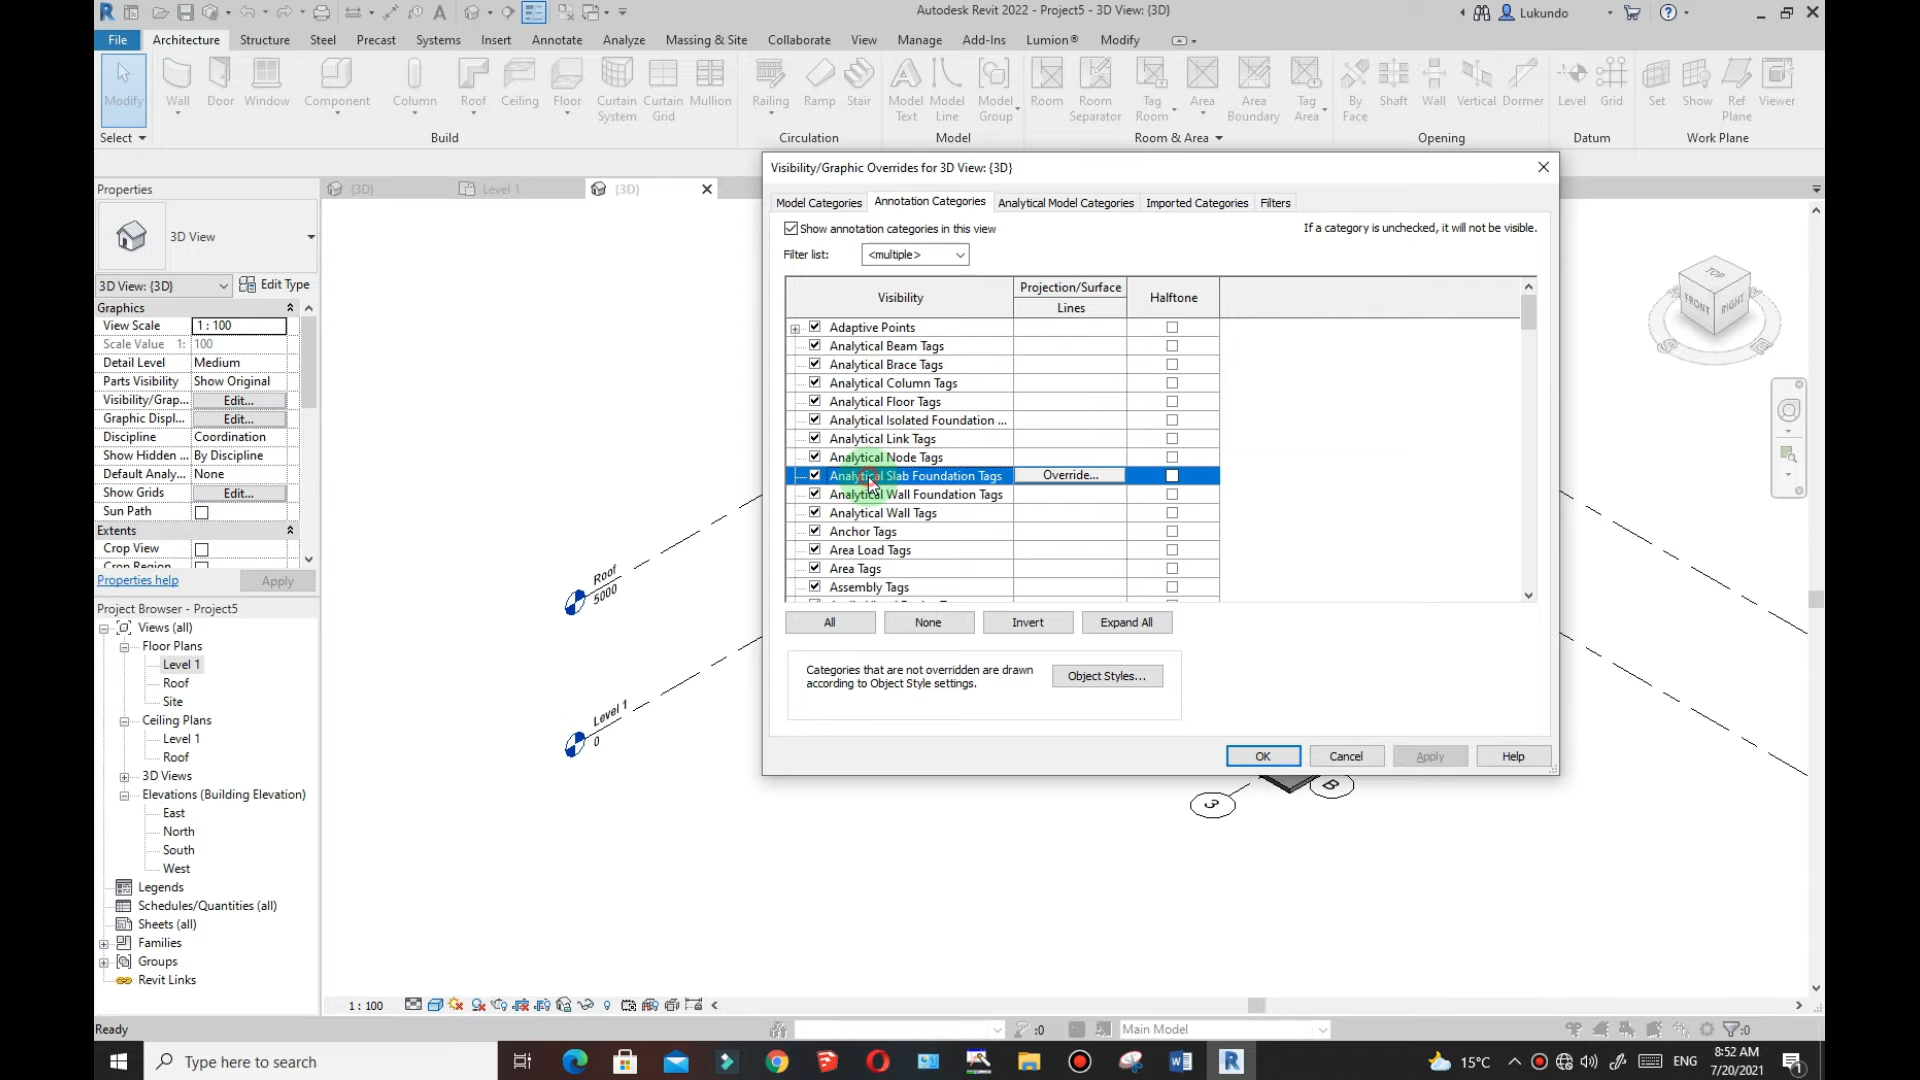 Autodesk Revit 2022 - Project5 - 3D View: {3D}
Lukundo
File Architecture Structure Steel Precast Systems Insert Annotate Analyze Massing & Site Collaborate View Manage Add-Ins Lumion® Modify
Modify Wall Door Window Component Column Roof Ceiling Floor Curtain System Curtain Grid Mullion Railing Ramp Stair Model Text Model Line Model Group Room Room Separator Tag Room Area Area Boundary Tag Area By Face Shaft Wall Vertical Dormer Level Grid Set Show Ref Plane Viewer
Select Build Circulation Model Room & Area Opening Datum Work Plane
Properties
{3D} Level 1 {3D}
3D View
3D View: {3D} Edit Type
Graphics
View Scale 1 : 100
Scale Value 1: 100
Detail Level Medium
Parts Visibility Show Original
Visibility/Grap... Edit...
Graphic Displ... Edit...
Discipline Coordination
Show Hidden ... By Discipline
Default Analy... None
Show Grids Edit...
Sun Path
Extents
Crop View
Crop Region
Properties help Apply
Project Browser - Project5
Views (all)
Floor Plans
Level 1
Roof
Site
Ceiling Plans
Level 1
Roof
3D Views
Elevations (Building Elevation)
East
North
South
West
Legends
Schedules/Quantities (all)
Sheets (all)
Families
Groups
Revit Links
Roof
5000
Level 1
0
3
B
TOP
FRONT
RIGHT
Visibility/Graphic Overrides for 3D View: {3D}
Model Categories Annotation Categories Analytical Model Categories Imported Categories Filters
Show annotation categories in this view
If a category is unchecked, it will not be visible.
Filter list: <multiple>
Visibility Projection/Surface Halftone
Lines
Adaptive Points
Analytical Beam Tags
Analytical Brace Tags
Analytical Column Tags
Analytical Floor Tags
Analytical Isolated Foundation ...
Analytical Link Tags
Analytical Node Tags
Analytical Slab Foundation Tags Override...
Analytical Wall Foundation Tags
Analytical Wall Tags
Anchor Tags
Area Load Tags
Area Tags
Assembly Tags
All None Invert Expand All
Categories that are not overridden are drawn
according to Object Style settings.
Object Styles...
OK Cancel Apply Help
1 : 100
Ready
:0
Main Model
:0
Type here to search
15°C
ENG
8:52 AM
7/20/2021
1